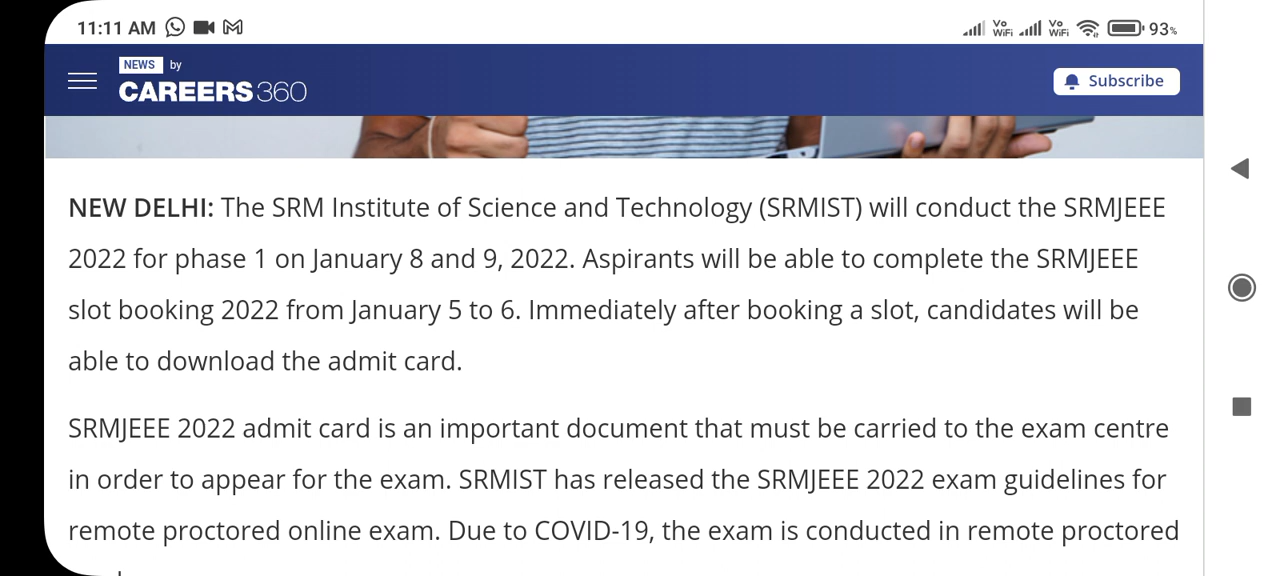 11:11 AM Vo WiFi Vo WiFi 93%
NEWS by
CAREERS360
Subscribe
NEW DELHI: The SRM Institute of Science and Technology (SRMIST) will conduct the SRMJEEE
2022 for phase 1 on January 8 and 9, 2022. Aspirants will be able to complete the SRMJEEE
slot booking 2022 from January 5 to 6. Immediately after booking a slot, candidates will be
able to download the admit card.
SRMJEEE 2022 admit card is an important document that must be carried to the exam centre
in order to appear for the exam. SRMIST has released the SRMJEEE 2022 exam guidelines for
remote proctored online exam. Due to COVID-19, the exam is conducted in remote proctored